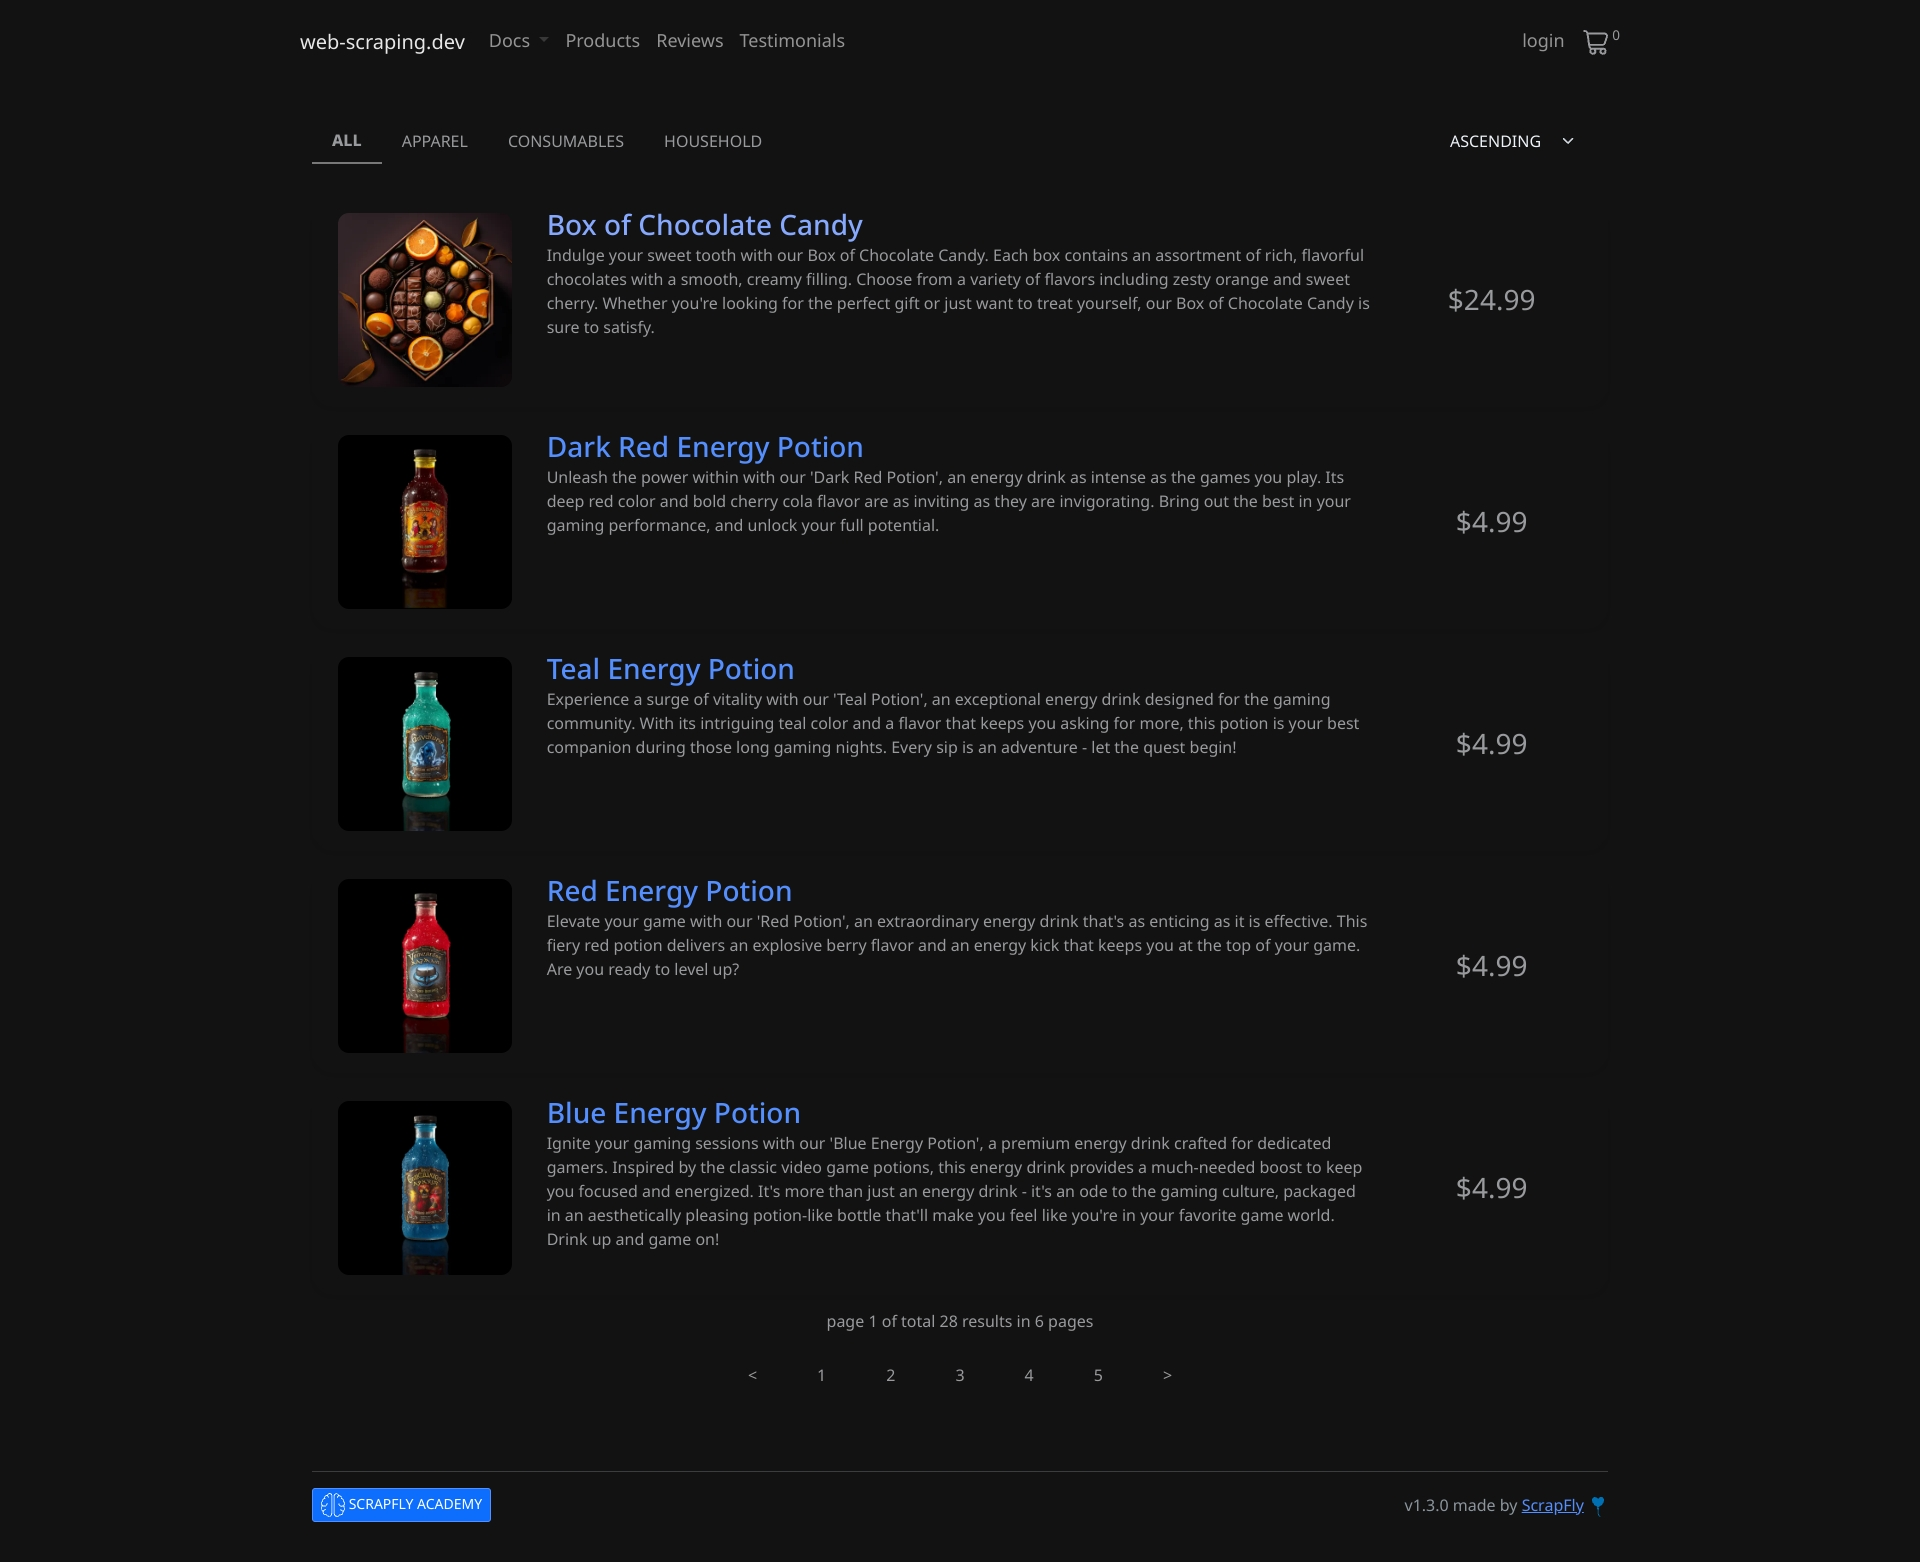 web-scraping.dev Docs Products Reviews Testimonials login 0
ALL APPAREL CONSUMABLES HOUSEHOLD ASCENDING
Box of Chocolate Candy
Indulge your sweet tooth with our Box of Chocolate Candy. Each box contains an assortment of rich, flavorful
chocolates with a smooth, creamy filling. Choose from a variety of flavors including zesty orange and sweet
cherry. Whether you're looking for the perfect gift or just want to treat yourself, our Box of Chocolate Candy is
sure to satisfy.
$24.99
Dark Red Energy Potion
Unleash the power within with our 'Dark Red Potion', an energy drink as intense as the games you play. Its
deep red color and bold cherry cola flavor are as inviting as they are invigorating. Bring out the best in your
gaming performance, and unlock your full potential.
$4.99
Teal Energy Potion
Experience a surge of vitality with our 'Teal Potion', an exceptional energy drink designed for the gaming
community. With its intriguing teal color and a flavor that keeps you asking for more, this potion is your best
companion during those long gaming nights. Every sip is an adventure - let the quest begin!
$4.99
Red Energy Potion
Elevate your game with our 'Red Potion', an extraordinary energy drink that's as enticing as it is effective. This
fiery red potion delivers an explosive berry flavor and an energy kick that keeps you at the top of your game.
Are you ready to level up?
$4.99
Blue Energy Potion
Ignite your gaming sessions with our 'Blue Energy Potion', a premium energy drink crafted for dedicated
gamers. Inspired by the classic video game potions, this energy drink provides a much-needed boost to keep
you focused and energized. It's more than just an energy drink - it's an ode to the gaming culture, packaged
in an aesthetically pleasing potion-like bottle that'll make you feel like you're in your favorite game world.
Drink up and game on!
$4.99
page 1 of total 28 results in 6 pages
< 1 2 3 4 5 >
SCRAPFLY ACADEMY v1.3.0 made by ScrapFly